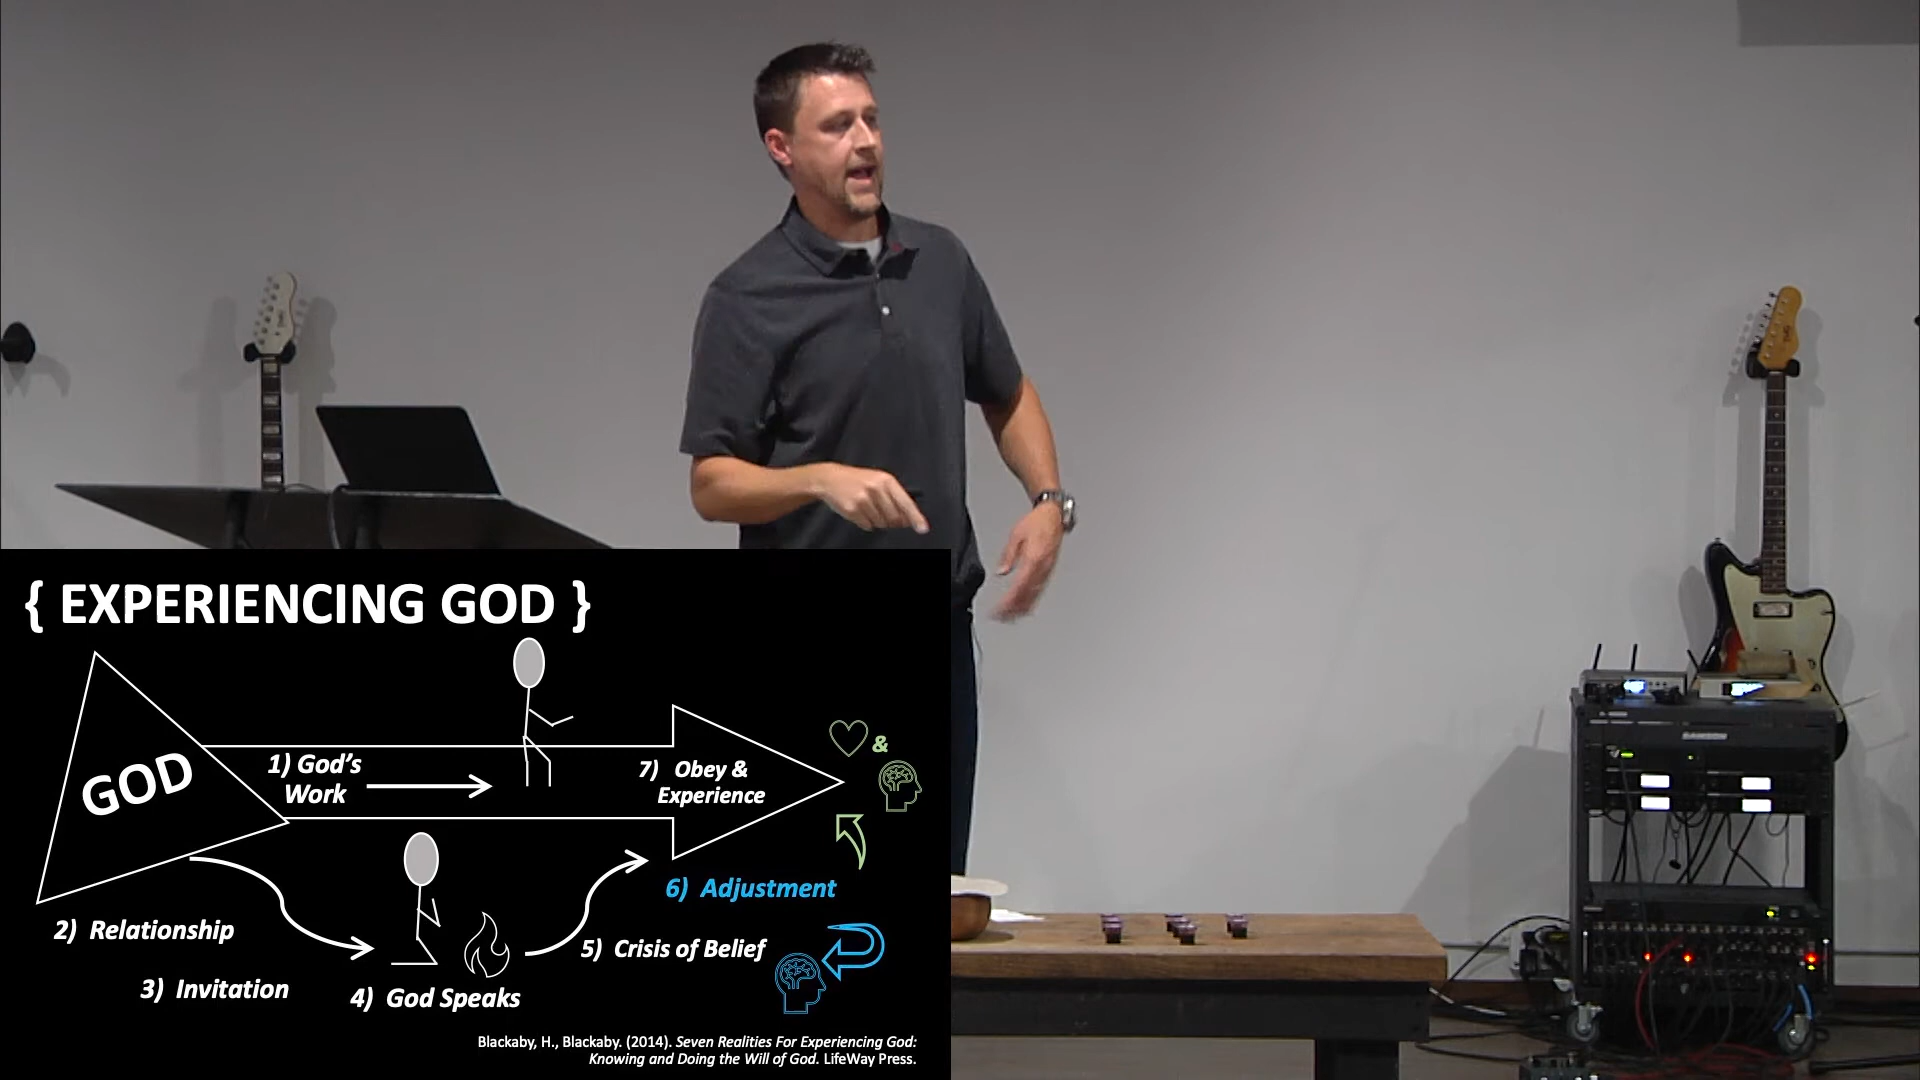 { EXPERIENCING GOD }
GOD
1) God's
Work
7) Obey &
Experience
&
6) Adjustment
2) Relationship
5) Crisis of Belief
3) Invitation
4) God Speaks
Blackaby, H., Blackaby. (2014). Seven Realities For Experiencing God:
Knowing and Doing the Will of God. LifeWay Press.
SAMSON